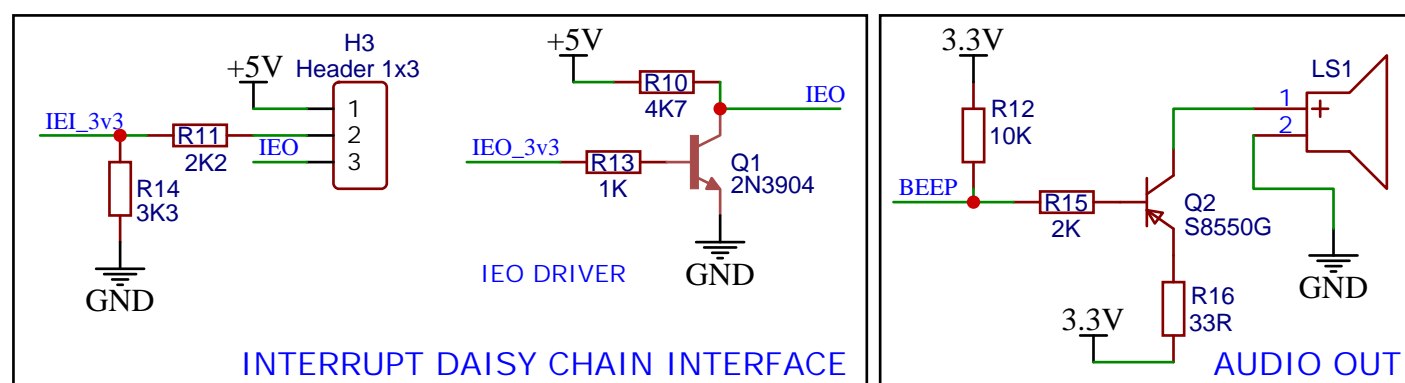 H3
Header 1x3
+5V
1
2
3
IEI_3v3
R11
2K2
IEO
R14
3K3
GND
+5V
R10
4K7
IEO
IEO_3v3
R13
1K
Q1
2N3904
IEO DRIVER
GND
INTERRUPT DAISY CHAIN INTERFACE
3.3V
R12
10K
BEEP
R15
2K
Q2
S8550G
LS1
1
+
2
GND
R16
33R
3.3V
AUDIO OUT